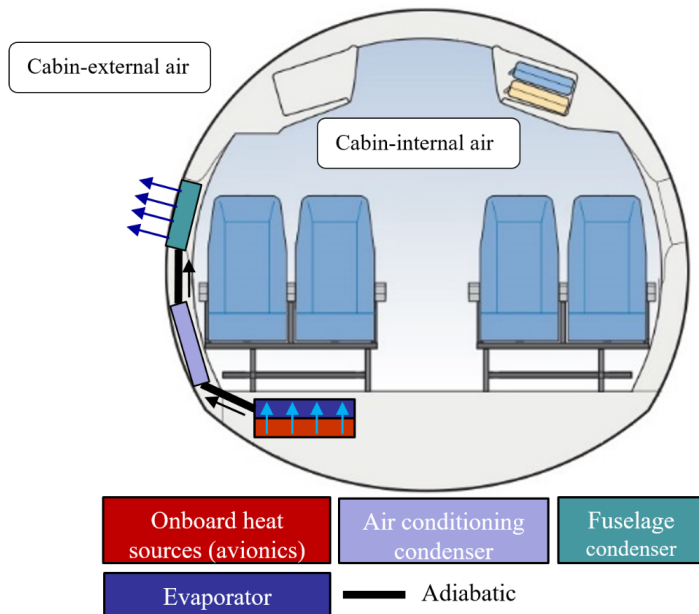 Cabin-external air
Cabin-internal air
Onboard heat
sources (avionics)
Air conditioning
condenser
Fuselage
condenser
Evaporator
Adiabatic